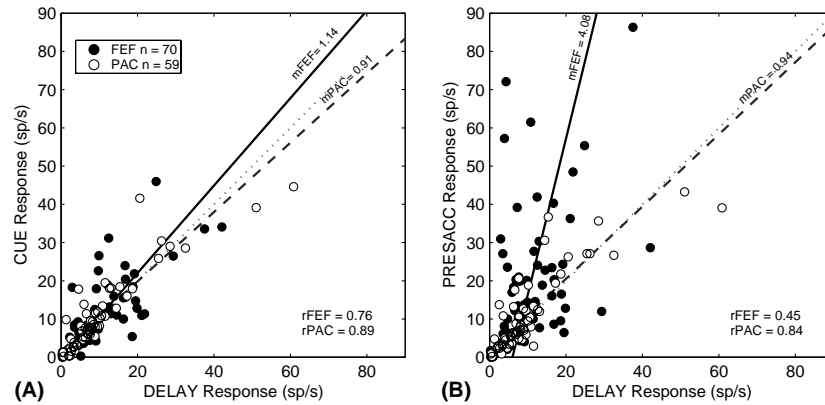 90
80
70
60
50
40
30
20
10
0
CUE Response (sp/s)
FEF n = 70
PAC n = 59
mFEF= 1.14
mPAC= 0.91
rFEF = 0.76
rPAC = 0.89
0 20 40 60 80
(A) DELAY Response (sp/s)
90
80
70
60
50
40
30
20
10
0
PRESACC Response (sp/s)
mFEF= 4.08
mPAC= 0.94
rFEF = 0.45
rPAC = 0.84
0 20 40 60 80
(B) DELAY Response (sp/s)